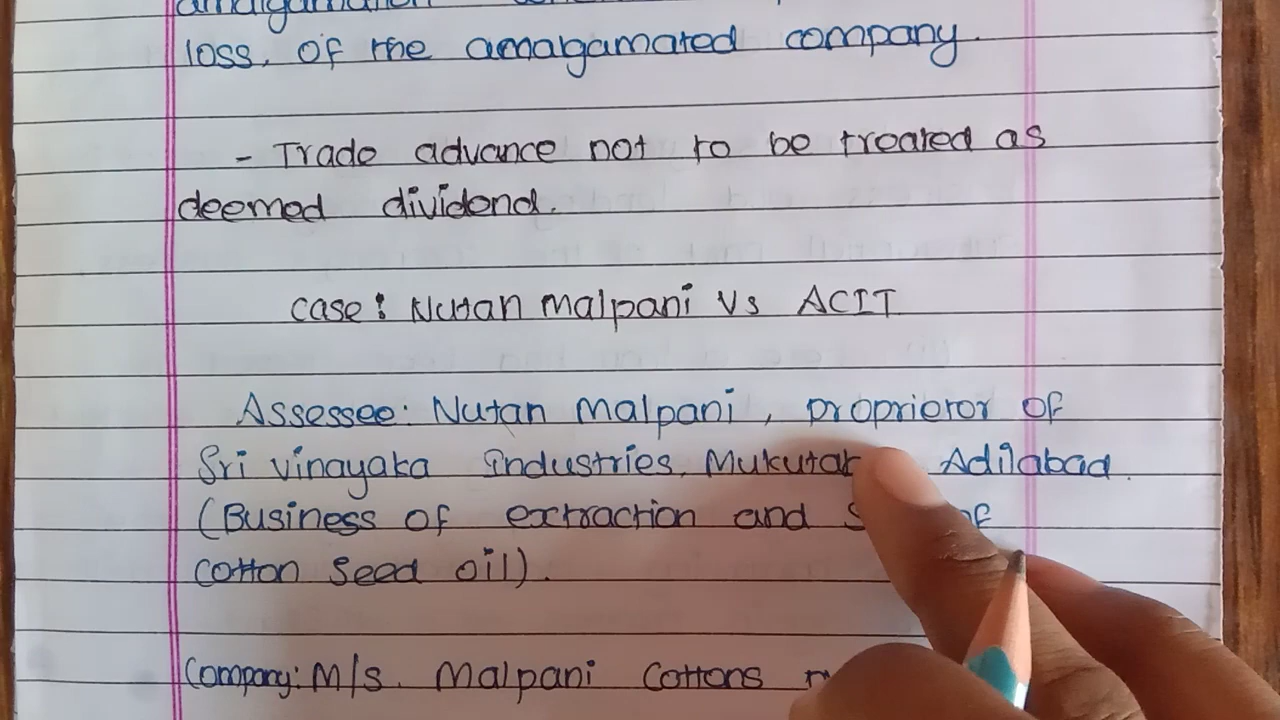 amalgamation
loss, of the amalgamated company.
- Trade advance not to be treated as
deemed dividend.
case: Nutan Malpani Vs ACIT
Assessee: Nutan Malpani, proprietor of
Sri Vinayaka Industries, Adilabad.
(Business of extraction and of
cotton seed oil).
Company: M/s. Malpani Cottons